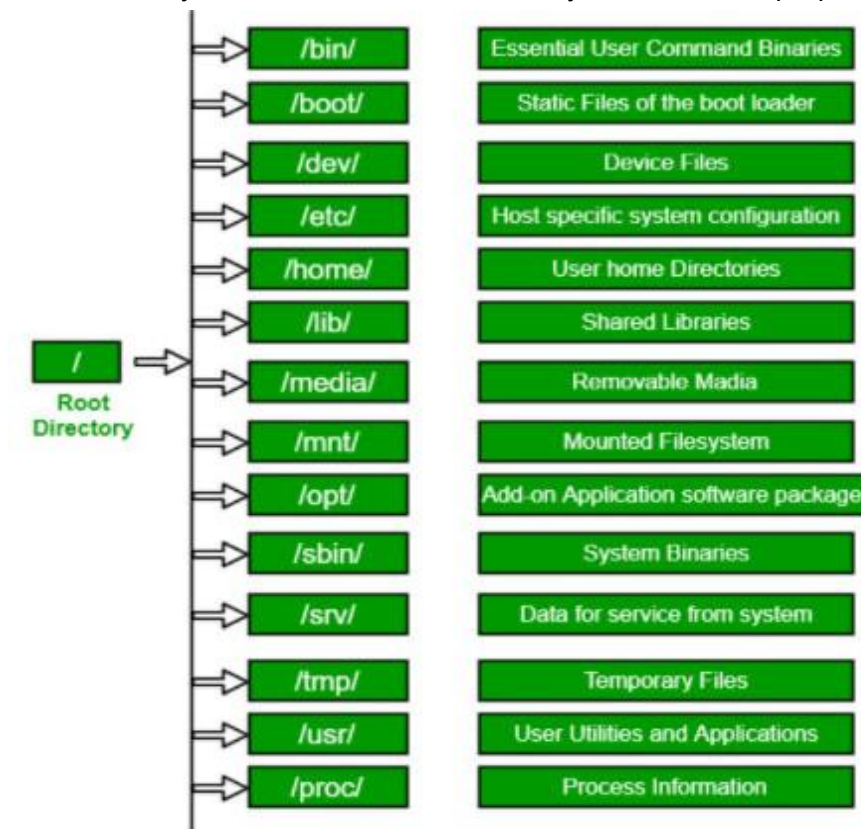 /bin/ Essential User Command Binaries
/boot/ Static Files of the boot loader
/dev/ Device Files
/etc/ Host specific system configuration
/home/ User home Directories
/lib/ Shared Libraries
/ Root Directory
/media/ Removable Madia
/mnt/ Mounted Filesystem
/opt/ Add-on Application software package
/sbin/ System Binaries
/srv/ Data for service from system
/tmp/ Temporary Files
/usr/ User Utilities and Applications
/proc/ Process Information